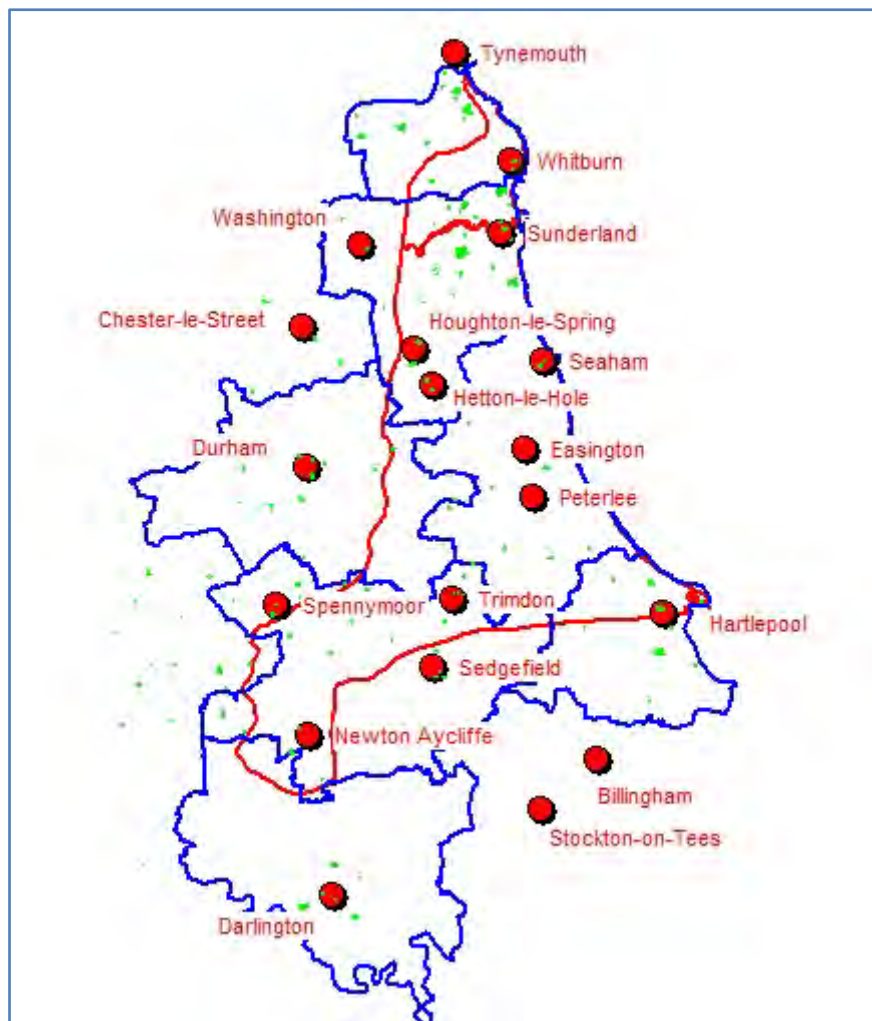 Tynemouth
Whitburn
Washington
Sunderland
Chester-le-Street
Houghton-le-Spring
Seaham
Hetton-le-Hole
Durham
Easington
Peterlee
Spennymoor
Trimdon
Hartlepool
Sedgefield
Newton Aycliffe
Billingham
Stockton-on-Tees
Darlington